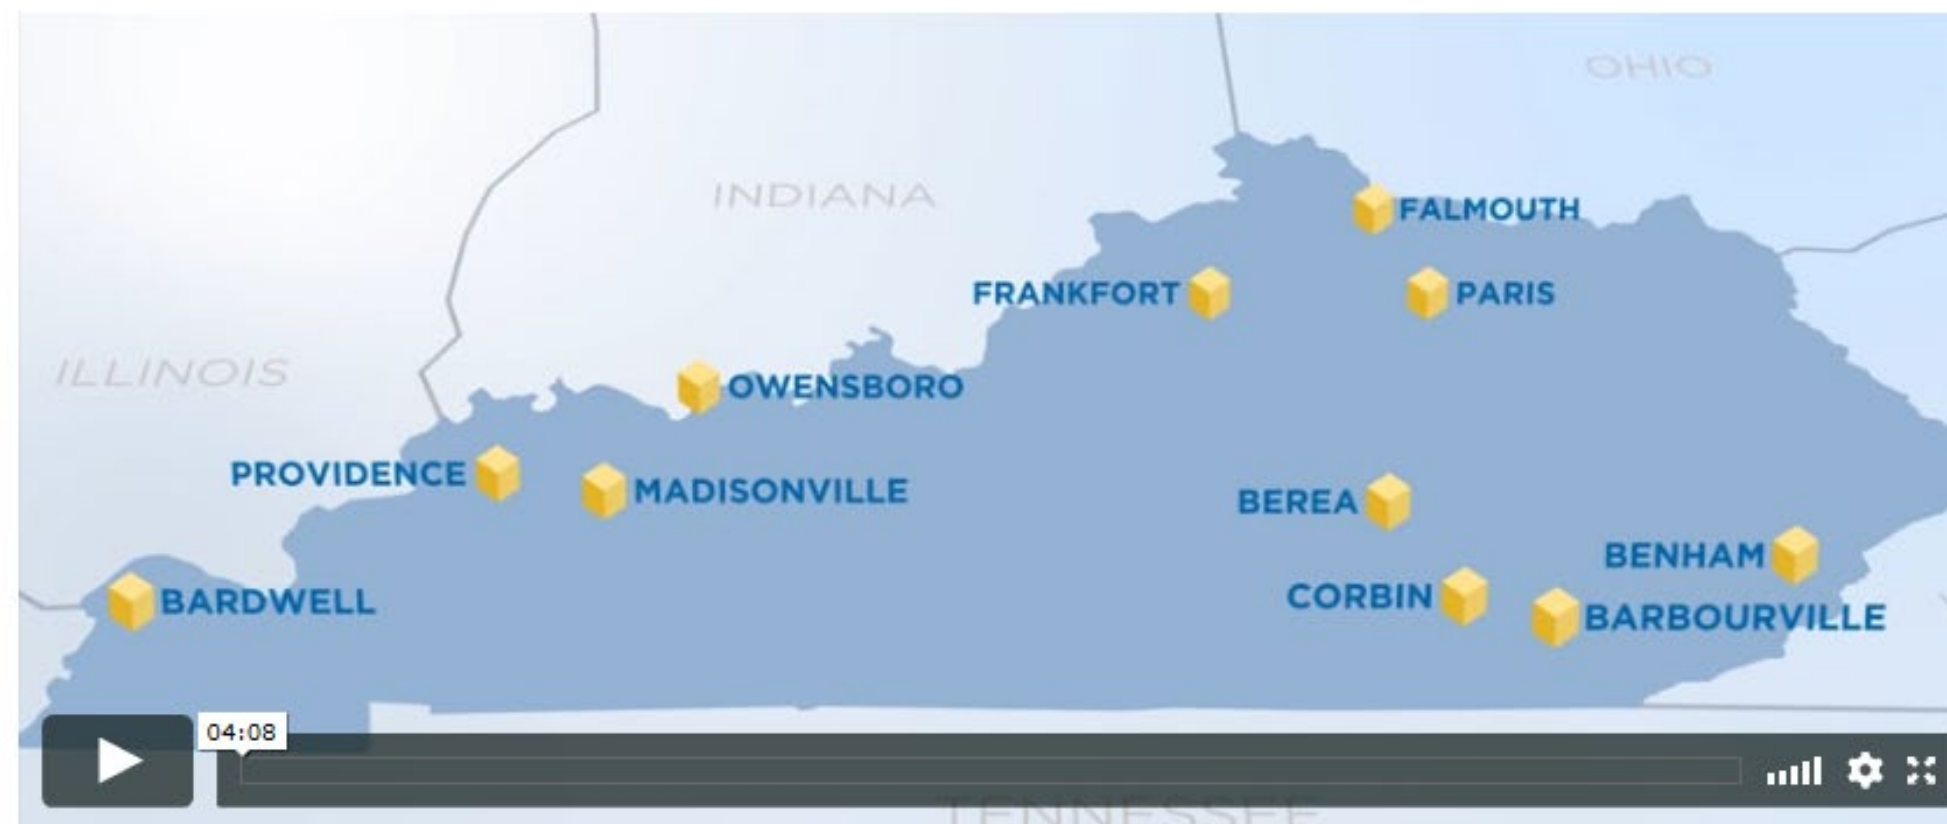 OHIO
INDIANA
FALMOUTH
FRANKFORT
PARIS
ILLINOIS
OWENSBORO
PROVIDENCE
MADISONVILLE
BEREA
BENHAM
CORBIN
BARDWELL
BARBOURVILLE
04:08
TENNESSEE